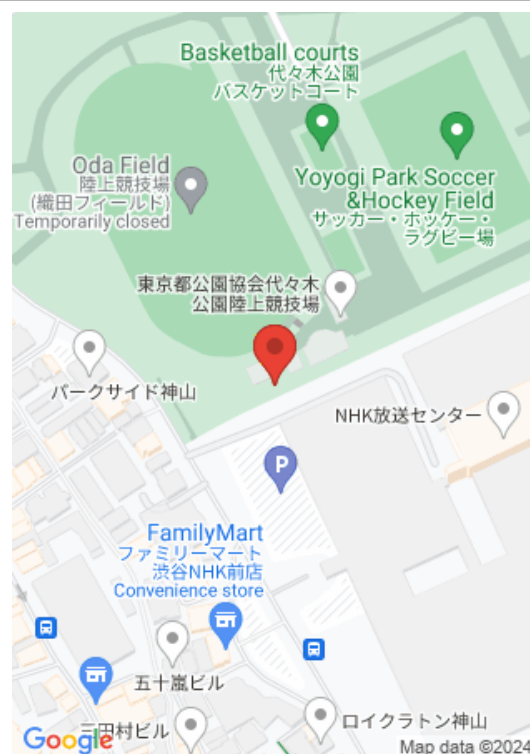 Basketball courts
代々木公園
バスケットコート
Oda Field
陸上競技場
(織田フィールド)
Temporarily closed
Yoyogi Park Soccer
&Hockey Field
サッカー・ホッケー・
ラグビー場
東京都公園協会代々木
公園陸上競技場
パークサイド神山
NHK放送センター
P
FamilyMart
ファミリーマート
渋谷NHK前店
Convenience store
五十嵐ビル
三田村ビル
ロイクラトン神山
Google
Map data ©2024